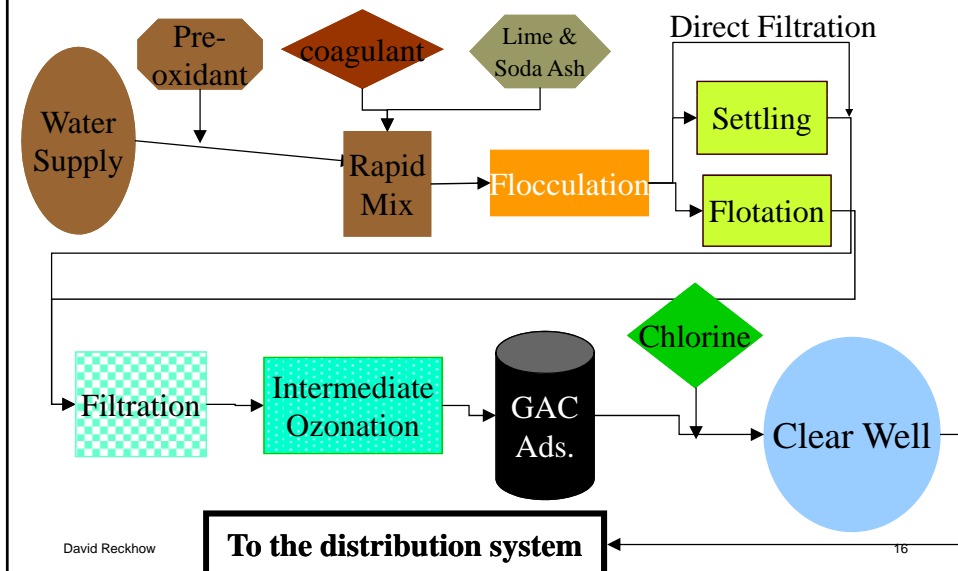 Pre-
oxidant
coagulant
Lime &
Soda Ash
Direct Filtration
Water
Supply
Rapid
Mix
Flocculation
Settling
Flotation
Chlorine
Filtration
Intermediate
Ozonation
GAC
Ads.
Clear Well
To the distribution system
David Reckhow
16